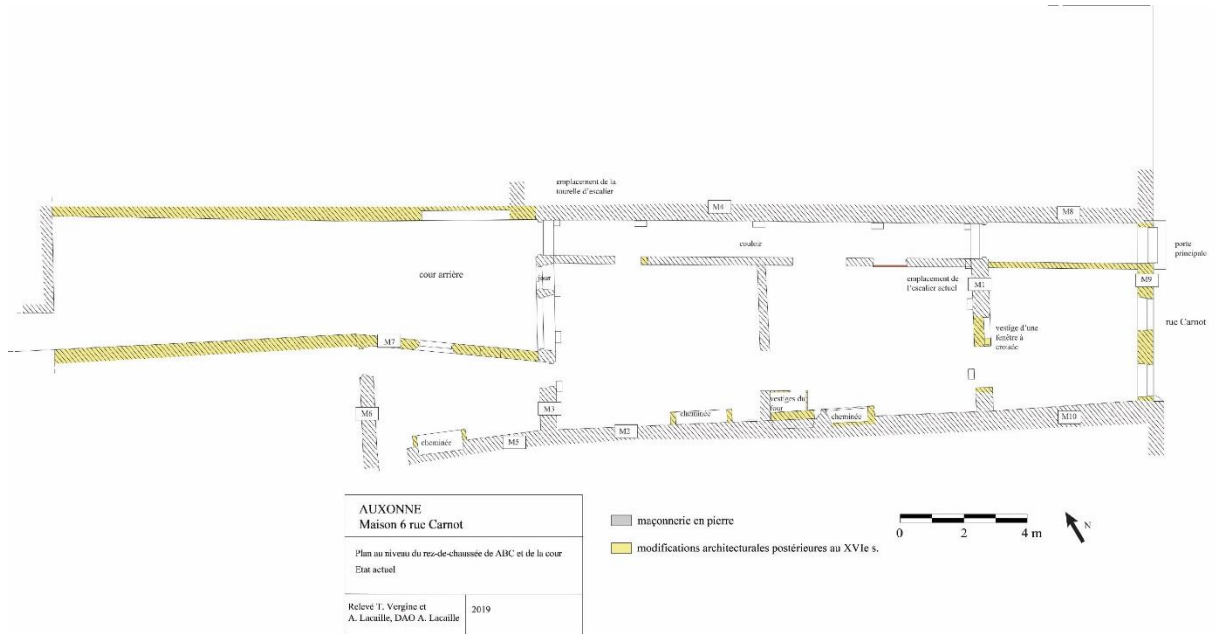 emplacement de la
tourelle d'escalier
M4
M8
couloir
porte
principale
cour arrière
four
emplacement de
l'escalier actuel
M1
M9
rue Carnot
vestige d'une
fenêtre à
croisée
M7
M6
M3
cheminée
vestiges du
four
cheminée
M10
cheminée
M5
M2
AUXONNE
Maison 6 rue Carnot
Plan au niveau du rez-de-chaussée de ABC et de la cour
Etat actuel
Relevé T. Vergine et
A. Lacaille, DAO A. Lacaille
2019
maçonnerie en pierre
modifications architecturales postérieures au XVIe s.
0 2 4 m
N